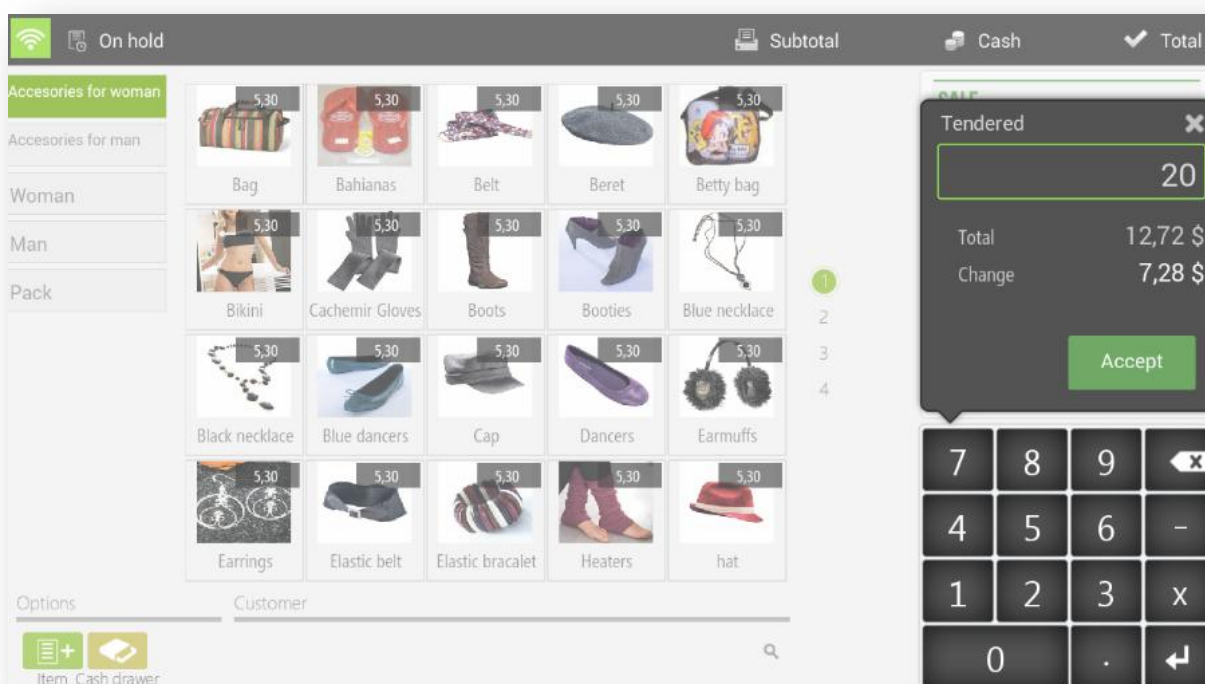 On hold Subtotal Cash Total
Accesories for woman
Accesories for man
Woman
Man
Pack
5,30 5,30 5,30 5,30 5,30
Bag Bahianas Belt Beret Betty bag
5,30 5,30 5,30 5,30 5,30
Bikini Cachemir Gloves Boots Booties Blue necklace
5,30 5,30 5,30 5,30 5,30
Black necklace Blue dancers Cap Dancers Earmuffs
5,30 5,30 5,30 5,30 5,30
Earrings Elastic belt Elastic bracalet Heaters hat
1
2
3
4
Options Customer
Item Cash drawer
SALE
Tendered
20
Total 12,72 $
Change 7,28 $
Accept
7 8 9
4 5 6 -
1 2 3 x
0 .